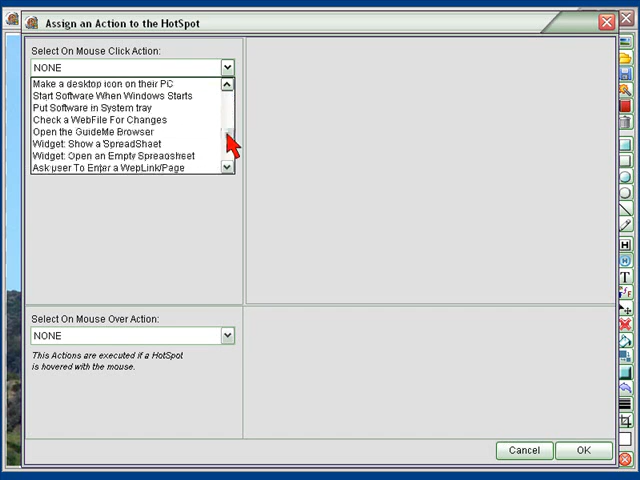 Assign an Action to the HotSpot
Select On Mouse Click Action:
NONE
Make a desktop icon on their PC
Start Software When Windows Starts
Put Software in System tray
Check a WebFile For Changes
Open the GuideMe Browser
Widget: Show a SpreadShaet
Widget: Open an Empty Spreadsheet
Ask user To Enter a WebLink/Page
Select On Mouse Over Action:
NONE
This Actions are executed if a HotSpot
is hovered with the mouse.
Cancel
OK
H
H
T